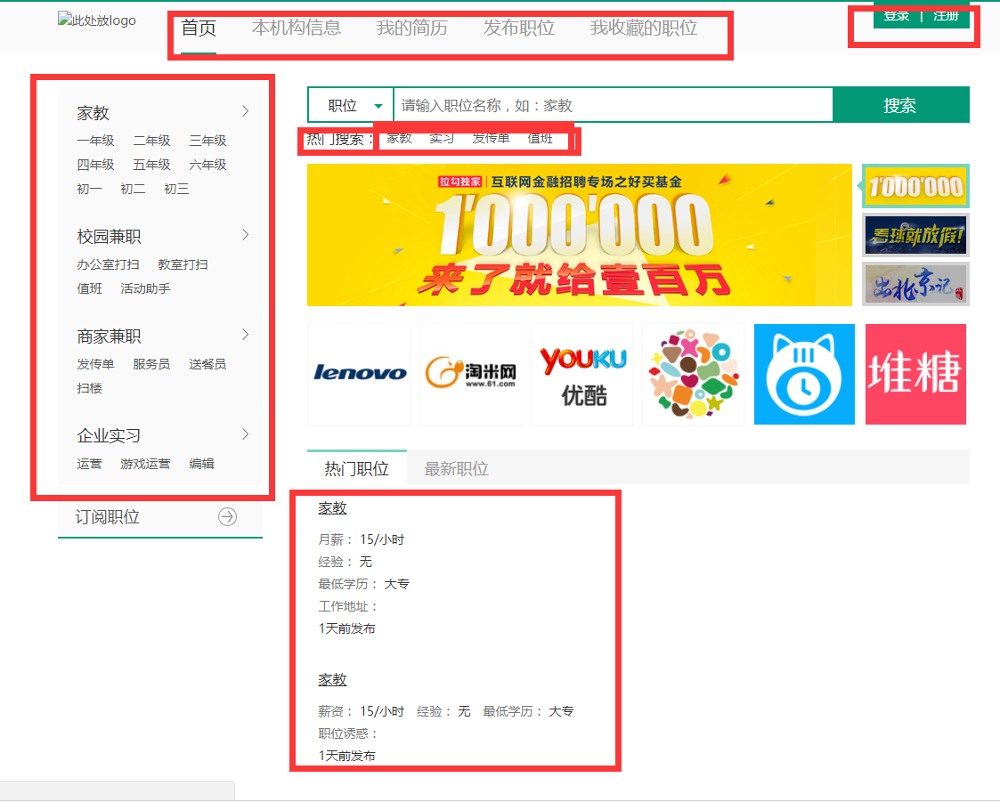 此处放logo
首页 本机构信息 我的简历 发布职位 我收藏的职位
登录 | 注册
家教
一年级 二年级 三年级
四年级 五年级 六年级
初一 初二 初三
校园兼职
办公室打扫 教室打扫
值班 活动助手
商家兼职
发传单 服务员 送餐员
扫楼
企业实习
运营 游戏运营 编辑
订阅职位
职位 请输入职位名称，如：家教 搜索
热门搜索： 家教 实习 发传单 值班
拉勾独家 | 互联网金融招聘专场之好买基金
1'000'000
来了就给壹百万
1'000'000
看球就放假!
出北京记
lenovo
淘米网
www.61.com
YOUKU
优酷
堆糖
热门职位 最新职位
家教
月薪： 15/小时
经验： 无
最低学历： 大专
工作地址：
1天前发布
家教
薪资： 15/小时 经验： 无 最低学历： 大专
职位诱惑：
1天前发布